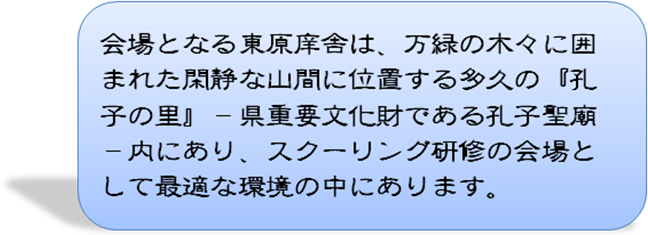 会場となる東原庠舎は、万緑の木々に囲
まれた閑静な山間に位置する多久の『孔
子の里』－県重要文化財である孔子聖廟
－内にあり、スクーリング研修の会場と
して最適な環境の中にあります。